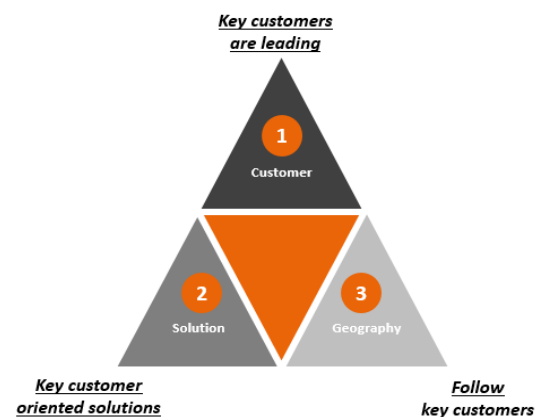 Key customers
are leading
1
Customer
2
Solution
3
Geography
Key customer
oriented solutions
Follow
key customers